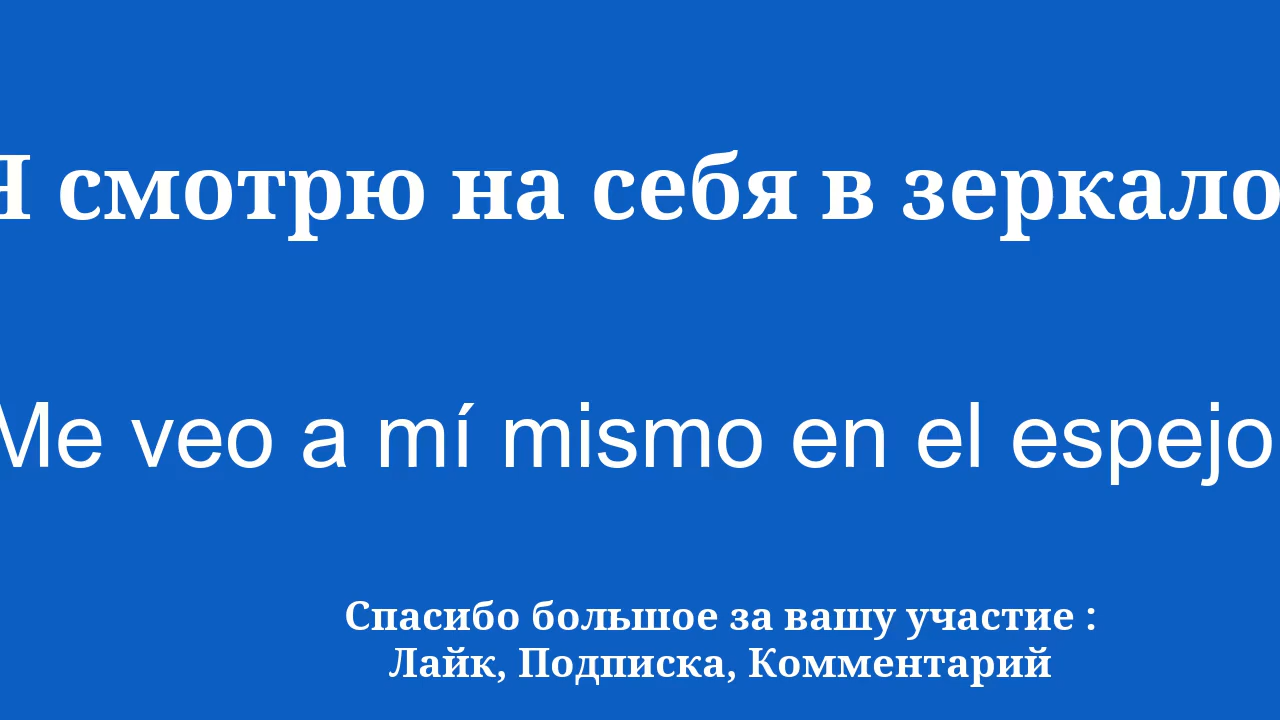 Я смотрю на себя в зеркало
Me veo a mí mismo en el espejo
Спасибо большое за вашу участие :
Лайк, Подписка, Комментарий